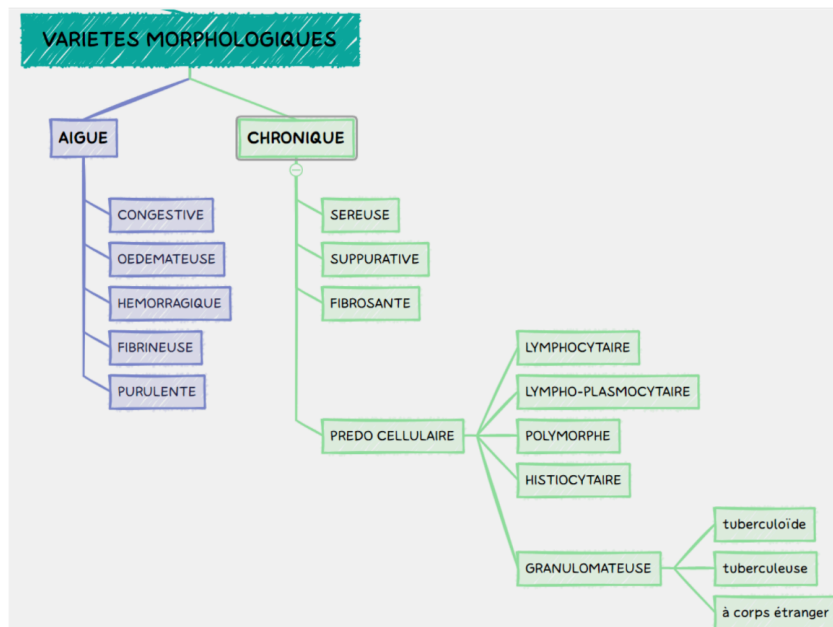 VARIETES MORPHOLOGIQUES
AIGUE
CONGESTIVE
OEDEMATEUSE
HEMORRAGIQUE
FIBRINEUSE
PURULENTE
CHRONIQUE
SEREUSE
SUPPURATIVE
FIBROSANTE
PREDO CELLULAIRE
LYMPHOCYTAIRE
LYMPHO-PLASMOCYTAIRE
POLYMORPHE
HISTIOCYTAIRE
GRANULOMATEUSE
tuberculoïde
tuberculeuse
à corps étranger